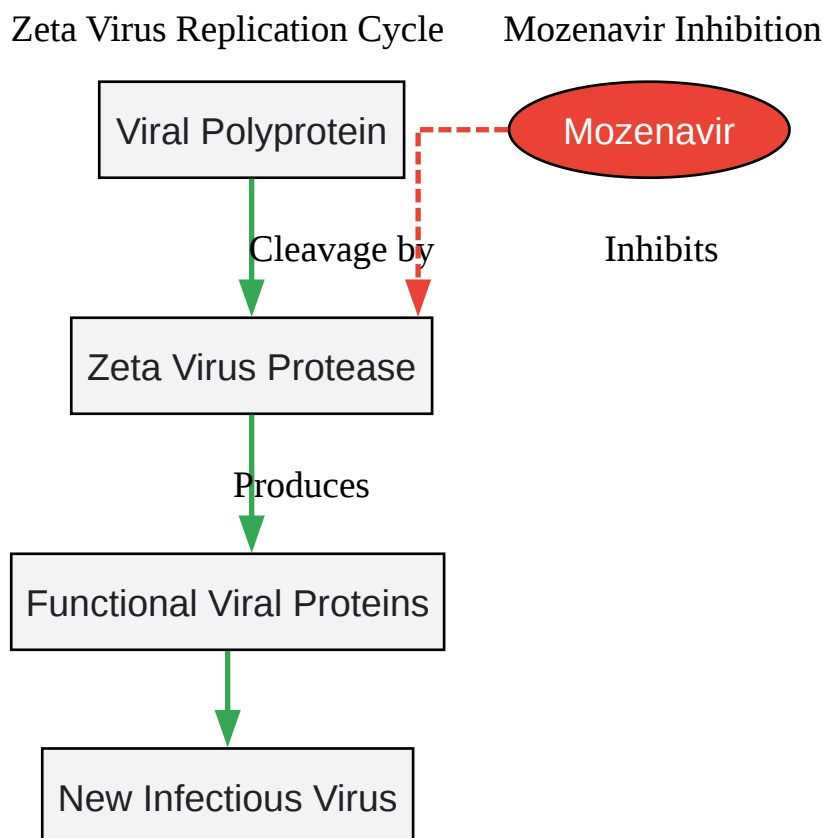 Zeta Virus Replication Cycle
Mozenavir Inhibition
Viral Polyprotein
Mozenavir
Cleavage by
Inhibits
Zeta Virus Protease
Produces
Functional Viral Proteins
New Infectious Virus